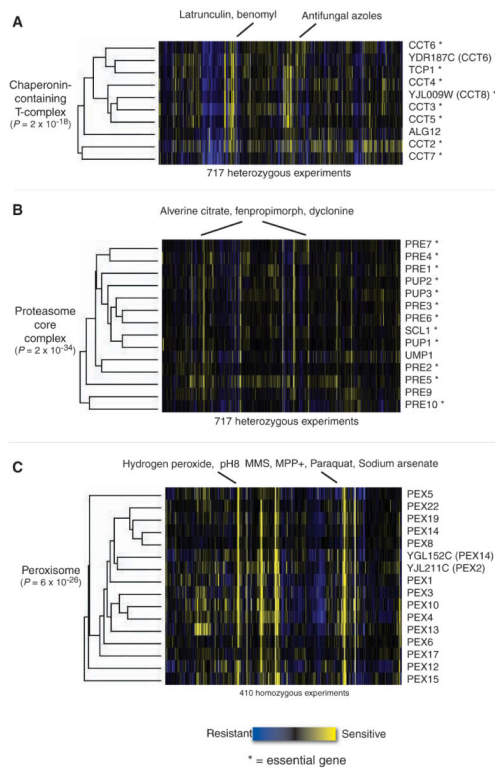 A
Latrunculin, benomyl
Antifungal azoles
Chaperonin-
containing
T-complex
(P = 2 x 10-18)
CCT6 *
YDR187C (CCT6)
TCP1 *
CCT4 *
YJL009W (CCT8) *
CCT3 *
CCT5 *
ALG12
CCT2 *
CCT7 *
717 heterozygous experiments
B
Alverine citrate, fenpropimorph, dyclonine
Proteasome
core
complex
(P = 2 x 10-34)
PRE7 *
PRE4 *
PRE1 *
PUP2 *
PUP3 *
PRE3 *
PRE6 *
SCL1 *
PUP1 *
UMP1
PRE2 *
PRE5 *
PRE9
PRE10 *
717 heterozygous experiments
C
Hydrogen peroxide, pH8 MMS, MPP+, Paraquat, Sodium arsenate
Peroxisome
(P = 6 x 10-26)
PEX5
PEX22
PEX19
PEX14
PEX8
YGL152C (PEX14)
YJL211C (PEX2)
PEX1
PEX3
PEX10
PEX4
PEX13
PEX6
PEX17
PEX12
PEX15
410 homozygous experiments
Resistant Sensitive
* = essential gene